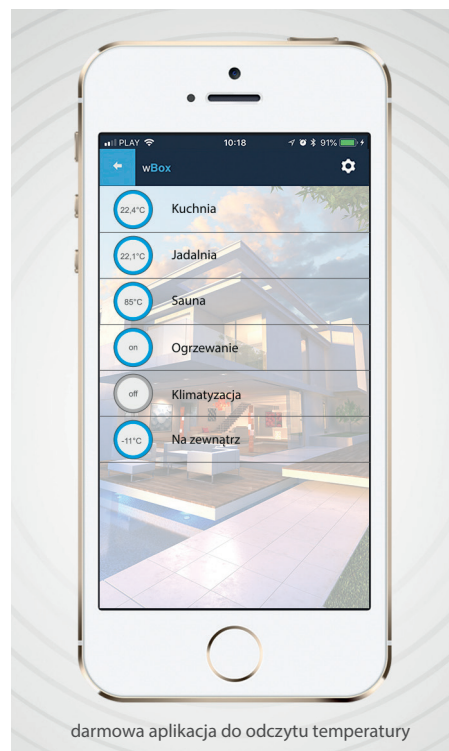 PLAY 10:18 91%
wBox
22,4°C Kuchnia
22,1°C Jadalnia
85°C Sauna
on Ogrzewanie
off Klimatyzacja
-11°C Na zewnątrz
darmowa aplikacja do odczytu temperatury